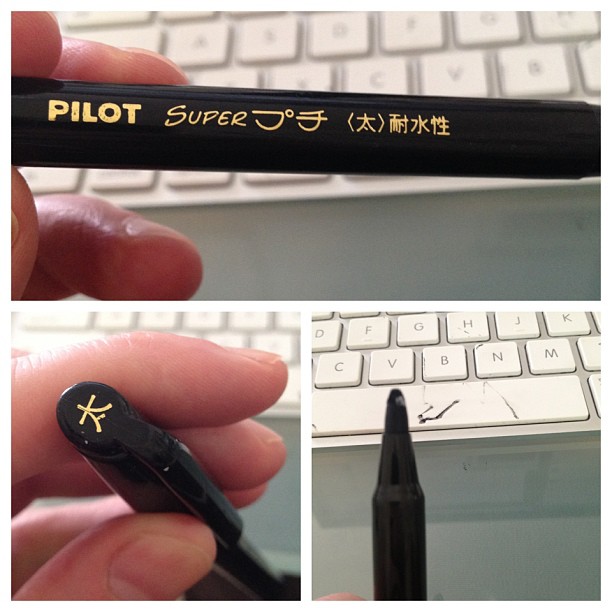 PILOT SUPER プチ 〈太〉耐水性
A S D F G
C V B
太
D F G H J K
C V B N M